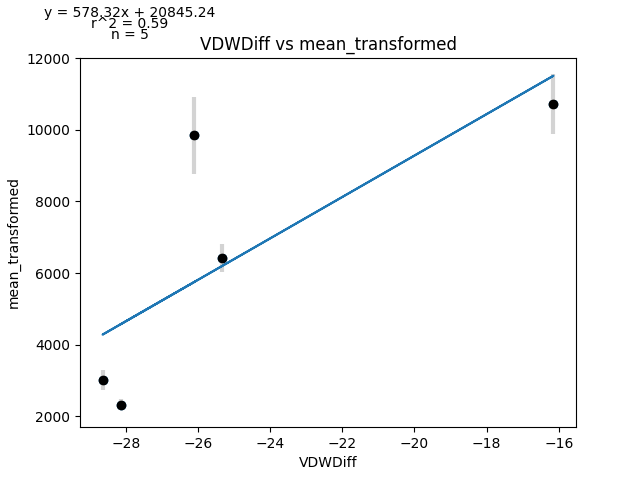 y = 578.32x + 20845.24
r^2 = 0.59
n = 5
VDWDiff vs mean_transformed
12000
10000
8000
6000
4000
2000
mean_transformed
−28
−26
−24
−22
−20
−18
−16
VDWDiff